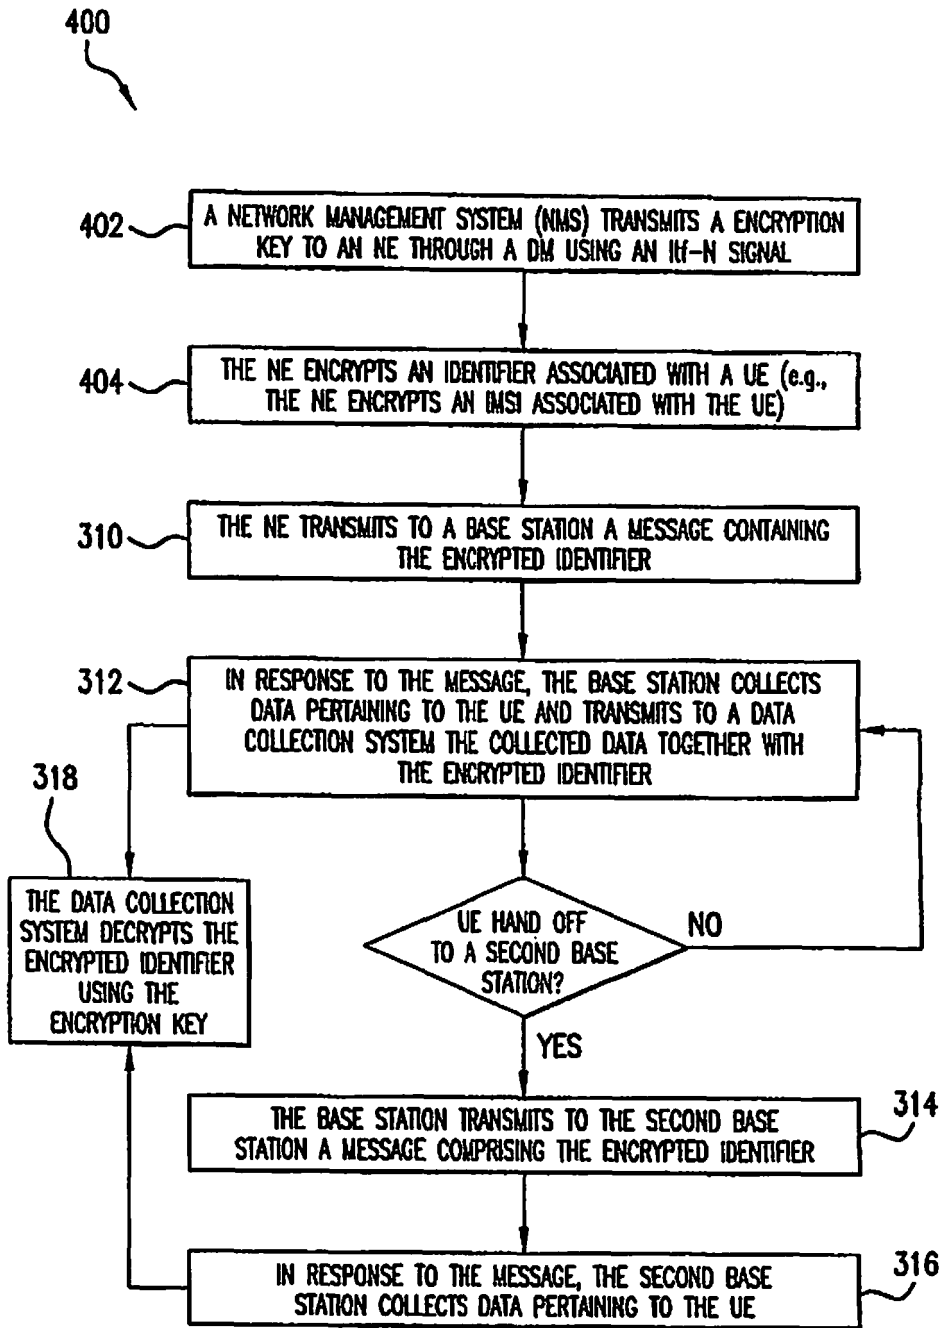 400
402
A NETWORK MANAGEMENT SYSTEM (NMS) TRANSMITS A ENCRYPTION
KEY TO AN NE THROUGH A DM USING AN Itf-N SIGNAL
404
THE NE ENCRYPTS AN IDENTIFIER ASSOCIATED WITH A UE (e.g.,
THE NE ENCRYPTS AN IMSI ASSOCIATED WITH THE UE)
310
THE NE TRANSMITS TO A BASE STATION A MESSAGE CONTAINING
THE ENCRYPTED IDENTIFIER
312
IN RESPONSE TO THE MESSAGE, THE BASE STATION COLLECTS
DATA PERTAINING TO THE UE AND TRANSMITS TO A DATA
COLLECTION SYSTEM THE COLLECTED DATA TOGETHER WITH
THE ENCRYPTED IDENTIFIER
318
THE DATA COLLECTION
SYSTEM DECRYPTS THE
ENCRYPTED IDENTIFIER
USING THE
ENCRYPTION KEY
UE HAND OFF
TO A SECOND BASE
STATION?
NO
YES
THE BASE STATION TRANSMITS TO THE SECOND BASE
STATION A MESSAGE COMPRISING THE ENCRYPTED IDENTIFIER
314
IN RESPONSE TO THE MESSAGE, THE SECOND BASE
STATION COLLECTS DATA PERTAINING TO THE UE
316